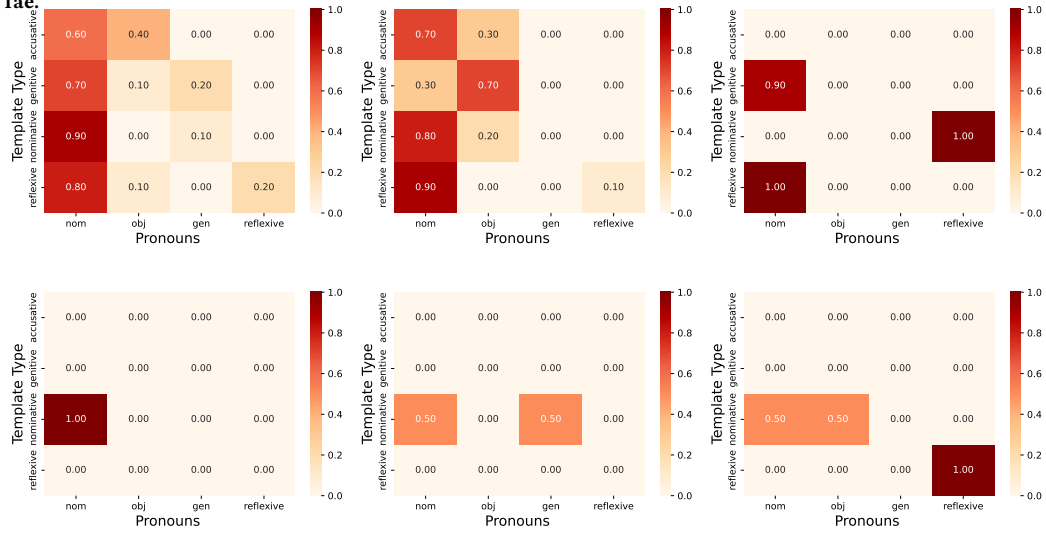 1.0
accusative 0.60 0.40 0.00 0.00
0.8
genitive 0.70 0.10 0.20 0.00
0.6
Template Type
0.4
nominative 0.90 0.00 0.10 0.00
0.2
reflexive 0.80 0.10 0.00 0.20
0.0
nom obj gen reflexive
Pronouns
1.0
accusative 0.70 0.30 0.00 0.00
0.8
genitive 0.30 0.70 0.00 0.00
0.6
Template Type
0.4
nominative 0.80 0.20 0.00 0.00
0.2
reflexive 0.90 0.00 0.00 0.10
0.0
nom obj gen reflexive
Pronouns
1.0
accusative 0.00 0.00 0.00 0.00
0.8
genitive 0.90 0.00 0.00 0.00
0.6
Template Type
0.4
nominative 0.00 0.00 0.00 1.00
0.2
reflexive 1.00 0.00 0.00 0.00
0.0
nom obj gen reflexive
Pronouns
1.0
accusative 0.00 0.00 0.00 0.00
0.8
genitive 0.00 0.00 0.00 0.00
0.6
Template Type
0.4
nominative 1.00 0.00 0.00 0.00
0.2
reflexive 0.00 0.00 0.00 0.00
0.0
nom obj gen reflexive
Pronouns
1.0
accusative 0.00 0.00 0.00 0.00
0.8
genitive 0.00 0.00 0.00 0.00
0.6
Template Type
0.4
nominative 0.50 0.00 0.50 0.00
0.2
reflexive 0.00 0.00 0.00 0.00
0.0
nom obj gen reflexive
Pronouns
1.0
accusative 0.00 0.00 0.00 0.00
0.8
genitive 0.00 0.00 0.00 0.00
0.6
Template Type
0.4
nominative 0.50 0.50 0.00 0.00
0.2
reflexive 0.00 0.00 0.00 1.00
0.0
nom obj gen reflexive
Pronouns